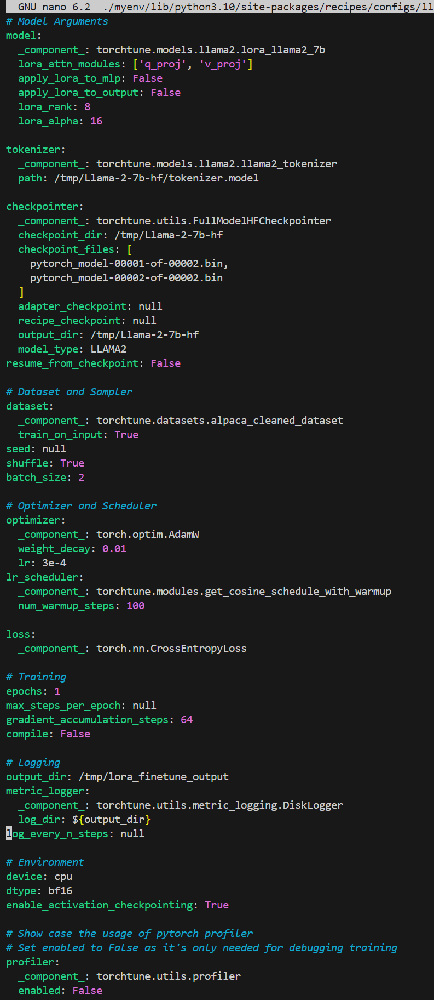 GNU nano 6.2  ./myenv/lib/python3.10/site-packages/recipes/configs/ll
# Model Arguments
model:
  _component_: torchtune.models.llama2.lora_llama2_7b
  lora_attn_modules: ['q_proj', 'v_proj']
  apply_lora_to_mlp: False
  apply_lora_to_output: False
  lora_rank: 8
  lora_alpha: 16

tokenizer:
  _component_: torchtune.models.llama2.llama2_tokenizer
  path: /tmp/Llama-2-7b-hf/tokenizer.model

checkpointer:
  _component_: torchtune.utils.FullModelHFCheckpointer
  checkpoint_dir: /tmp/Llama-2-7b-hf
  checkpoint_files: [
    pytorch_model-00001-of-00002.bin,
    pytorch_model-00002-of-00002.bin
  ]
  adapter_checkpoint: null
  recipe_checkpoint: null
  output_dir: /tmp/Llama-2-7b-hf
  model_type: LLAMA2
resume_from_checkpoint: False

# Dataset and Sampler
dataset:
  _component_: torchtune.datasets.alpaca_cleaned_dataset
  train_on_input: True
seed: null
shuffle: True
batch_size: 2

# Optimizer and Scheduler
optimizer:
  _component_: torch.optim.AdamW
  weight_decay: 0.01
  lr: 3e-4
lr_scheduler:
  _component_: torchtune.modules.get_cosine_schedule_with_warmup
  num_warmup_steps: 100

loss:
  _component_: torch.nn.CrossEntropyLoss

# Training
epochs: 1
max_steps_per_epoch: null
gradient_accumulation_steps: 64
compile: False

# Logging
output_dir: /tmp/lora_finetune_output
metric_logger:
  _component_: torchtune.utils.metric_logging.DiskLogger
  log_dir: ${output_dir}
log_every_n_steps: null

# Environment
device: cpu
dtype: bf16
enable_activation_checkpointing: True

# Show case the usage of pytorch profiler
# Set enabled to False as it's only needed for debugging training
profiler:
  _component_: torchtune.utils.profiler
  enabled: False